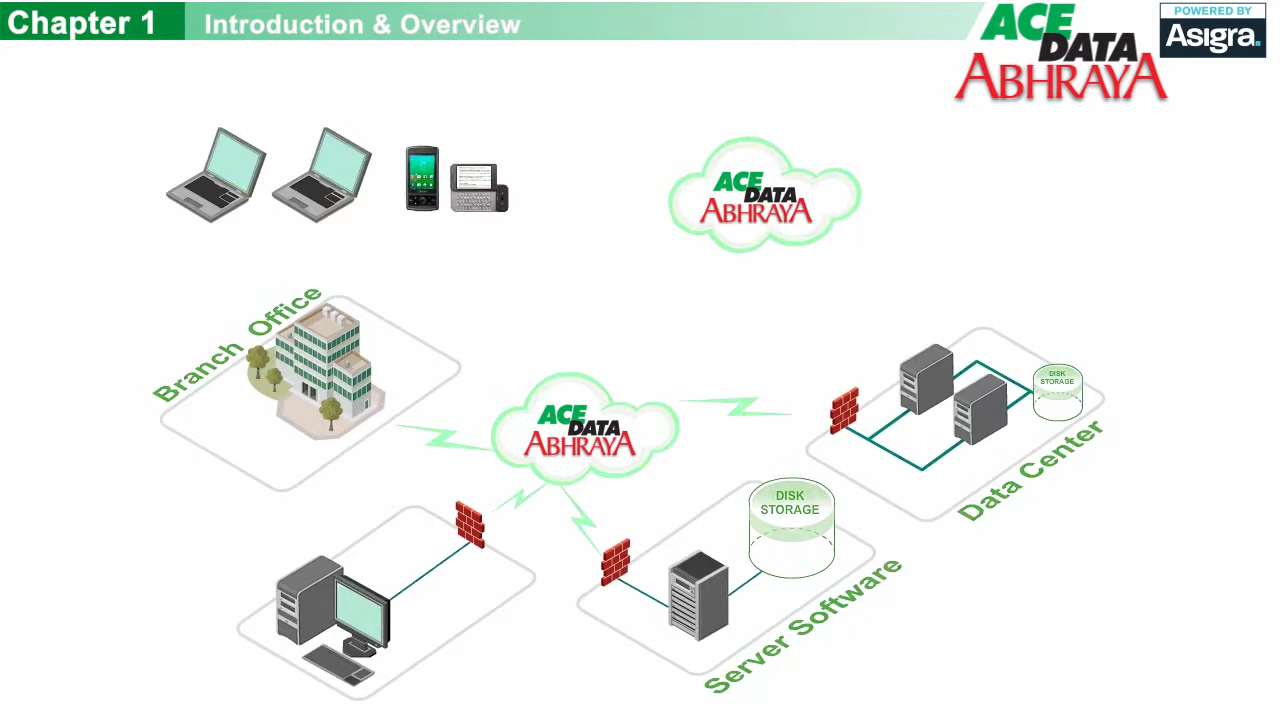 Chapter 1
Introduction & Overview
ACE
DATA
ABHRAYA
POWERED BY
Asigra.
ACE
DATA
ABHRAYA
Branch Office
ACE
DATA
ABHRAYA
DISK
STORAGE
Data Center
DISK
STORAGE
Server Software